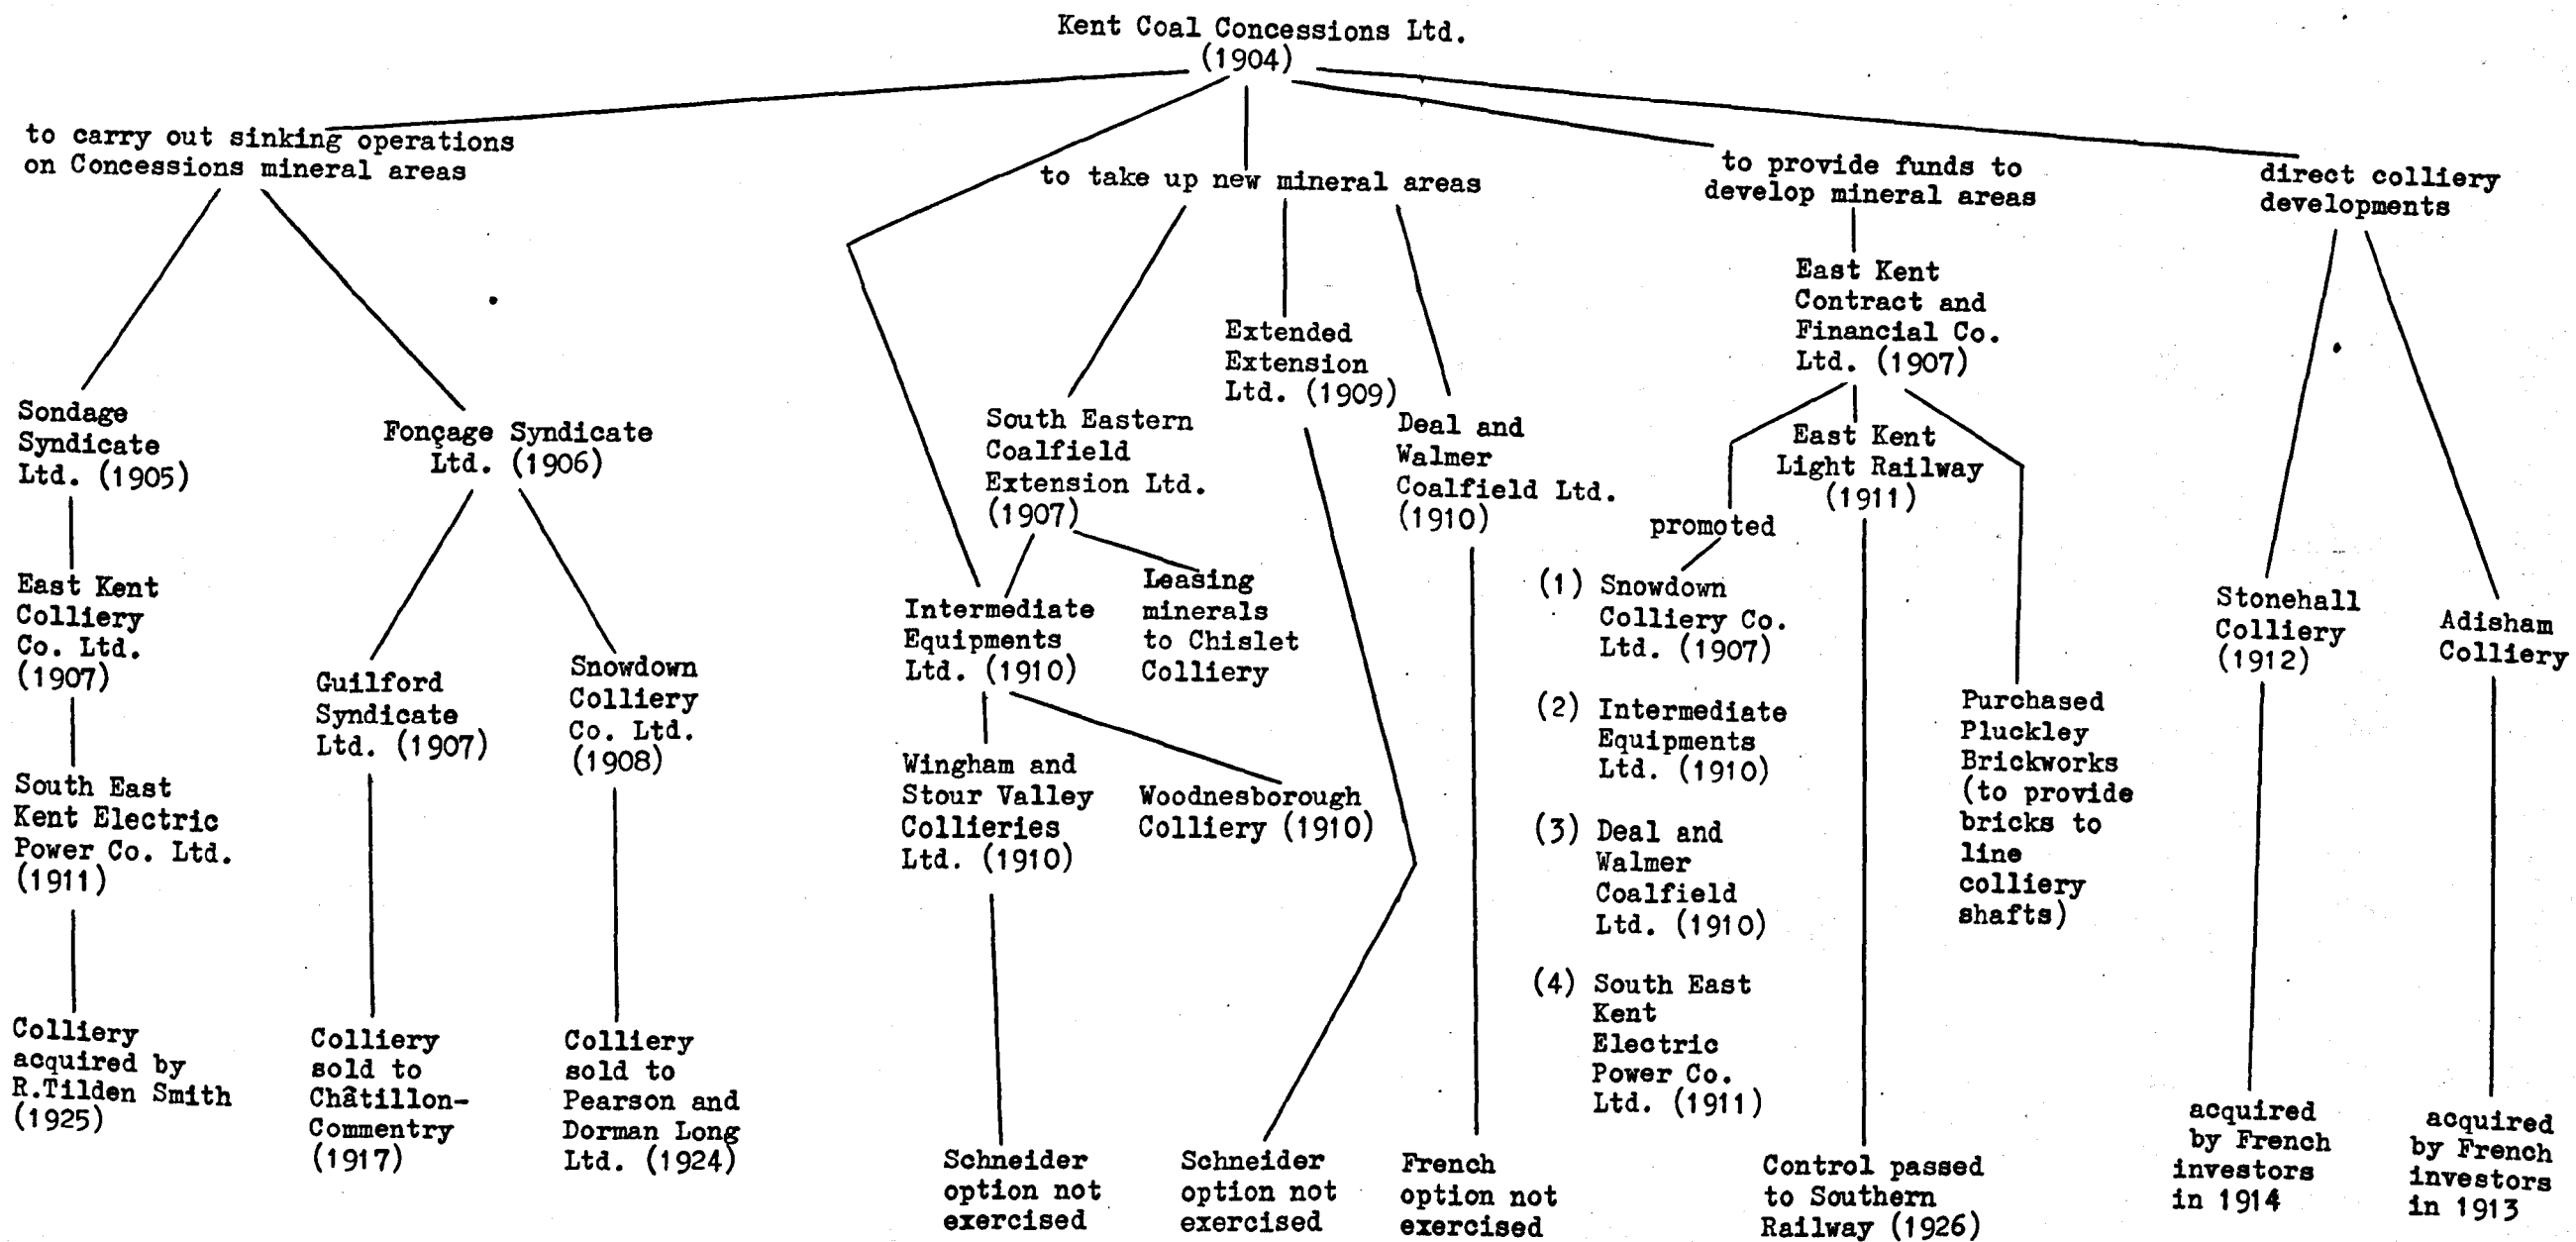 Kent Coal Concessions Ltd.
(1904)
to carry out sinking operations
on Concessions mineral areas
to take up new mineral areas
to provide funds to
develop mineral areas
direct colliery
developments
Sondage
Syndicate
Ltd. (1905)
East Kent
Colliery
Co. Ltd.
(1907)
South East
Kent Electric
Power Co. Ltd.
(1911)
Colliery
acquired by
R.Tilden Smith
(1925)
Fonçage Syndicate
Ltd. (1906)
Guilford
Syndicate
Ltd. (1907)
Colliery
sold to
Châtillon-
Commentry
(1917)
Snowdown
Colliery
Co. Ltd.
(1908)
Colliery
sold to
Pearson and
Dorman Long
Ltd. (1924)
South Eastern
Coalfield
Extension Ltd.
(1907)
Intermediate
Equipments
Ltd. (1910)
Leasing
minerals
to Chislet
Colliery
Wingham and
Stour Valley
Collieries
Ltd. (1910)
Woodnesborough
Colliery (1910)
Schneider
option not
exercised
Extended
Extension
Ltd. (1909)
Schneider
option not
exercised
Deal and
Walmer
Coalfield Ltd.
(1910)
French
option not
exercised
East Kent
Contract and
Financial Co.
Ltd. (1907)
promoted
(1) Snowdown
Colliery Co.
Ltd. (1907)
(2) Intermediate
Equipments
Ltd. (1910)
(3) Deal and
Walmer
Coalfield
Ltd. (1910)
(4) South East
Kent
Electric
Power Co.
Ltd. (1911)
East Kent
Light Railway
(1911)
Control passed
to Southern
Railway (1926)
Purchased
Pluckley
Brickworks
(to provide
bricks to
line
colliery
shafts)
Stonehall
Colliery
(1912)
acquired
by French
investors
in 1914
Adisham
Colliery
acquired
by French
investors
in 1913